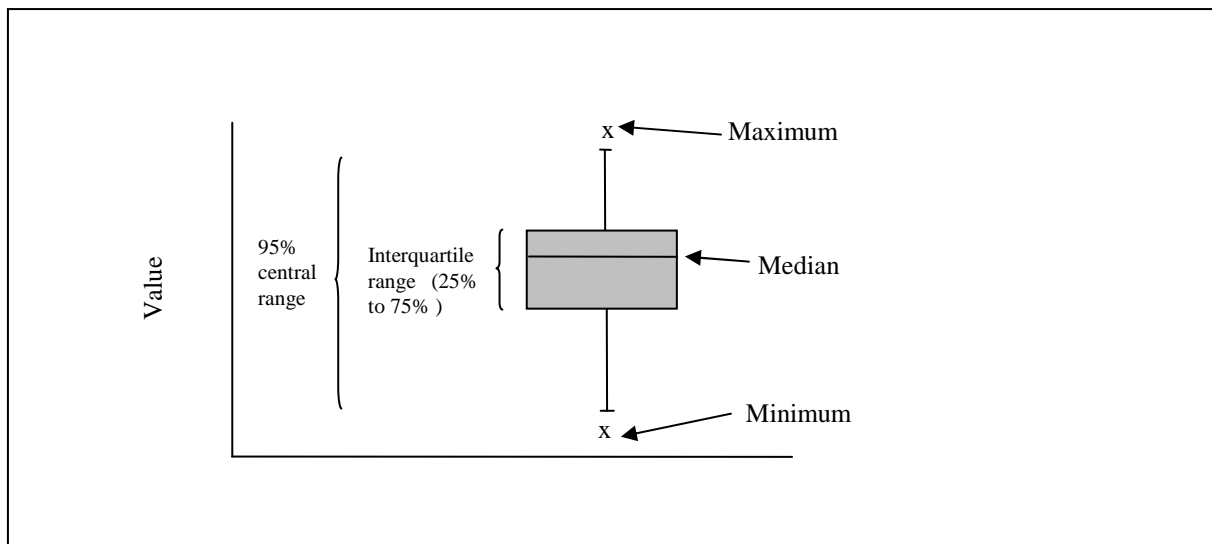 x
Maximum
95%
central
range
Interquartile
range (25%
to 75% )
Median
Value
Minimum
x